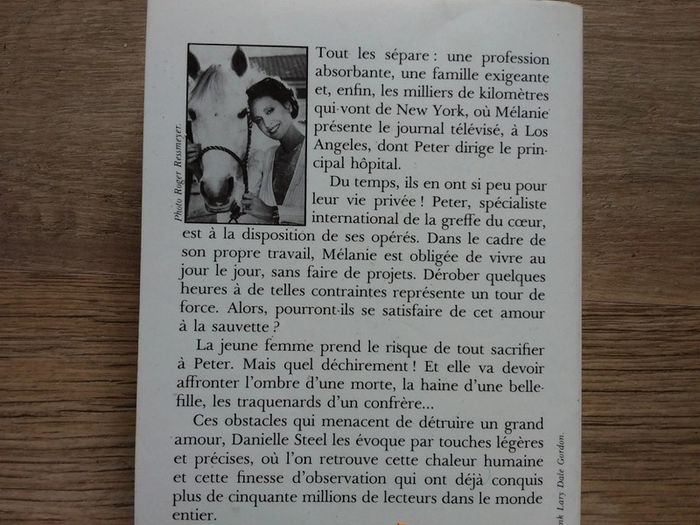 Tout les sépare : une profession
absorbante, une famille exigeante
et, enfin, les milliers de kilomètres
qui vont de New York, où Mélanie
présente le journal télévisé, à Los
Angeles, dont Peter dirige le prin-
cipal hôpital.
Du temps, ils en ont si peu pour
leur vie privée ! Peter, spécialiste
international de la greffe du cœur,
est à la disposition de ses opérés. Dans le cadre de
son propre travail, Mélanie est obligée de vivre au
jour le jour, sans faire de projets. Dérober quelques
heures à de telles contraintes représente un tour de
force. Alors, pourront-ils se satisfaire de cet amour
à la sauvette ?
La jeune femme prend le risque de tout sacrifier
à Peter. Mais quel déchirement ! Et elle va devoir
affronter l'ombre d'une morte, la haine d'une belle-
fille, les traquenards d'un confrère...
Ces obstacles qui menacent de détruire un grand
amour, Danielle Steel les évoque par touches légères
et précises, où l'on retrouve cette chaleur humaine
et cette finesse d'observation qui ont déjà conquis
plus de cinquante millions de lecteurs dans le monde
entier.
Photo Roger Ressmeyer.
Lary Dale Gordon.